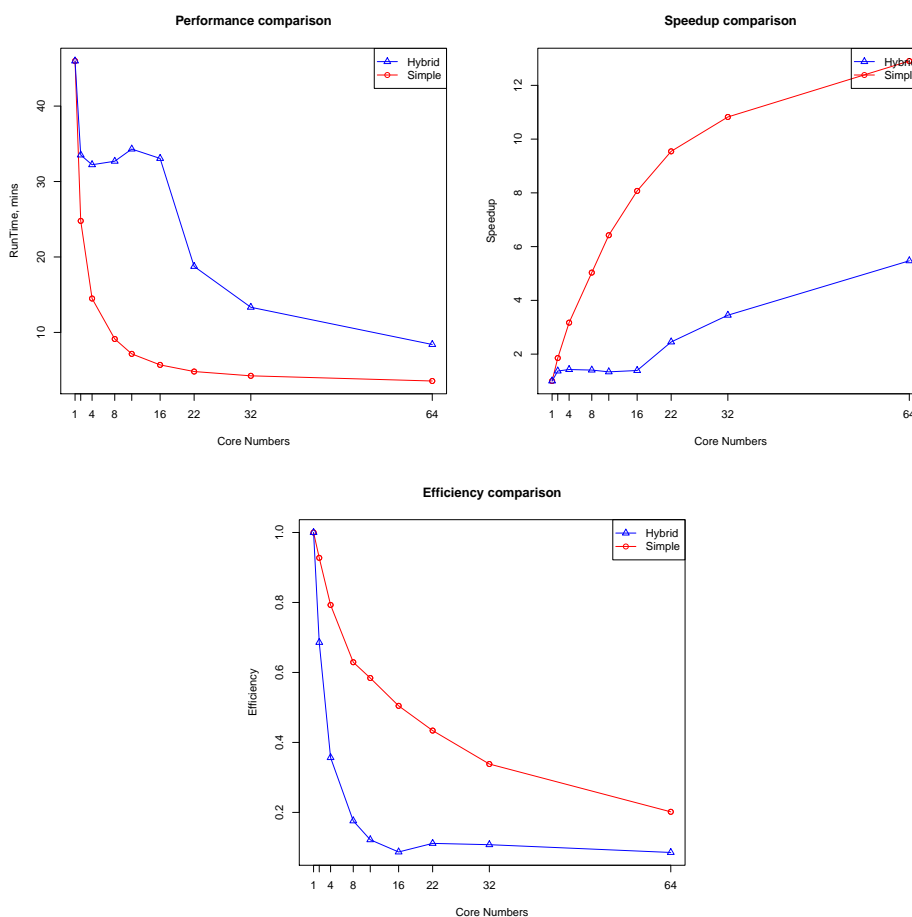 Performance comparison
Hybrid
Simple
RunTime, mins
40
30
20
10
1 4 8 16 22 32 64
Core Numbers
Speedup comparison
Hybrid
Simple
Speedup
12
10
8
6
4
2
1 4 8 16 22 32 64
Core Numbers
Efficiency comparison
Hybrid
Simple
Efficiency
1.0
0.8
0.6
0.4
0.2
1 4 8 16 22 32 64
Core Numbers